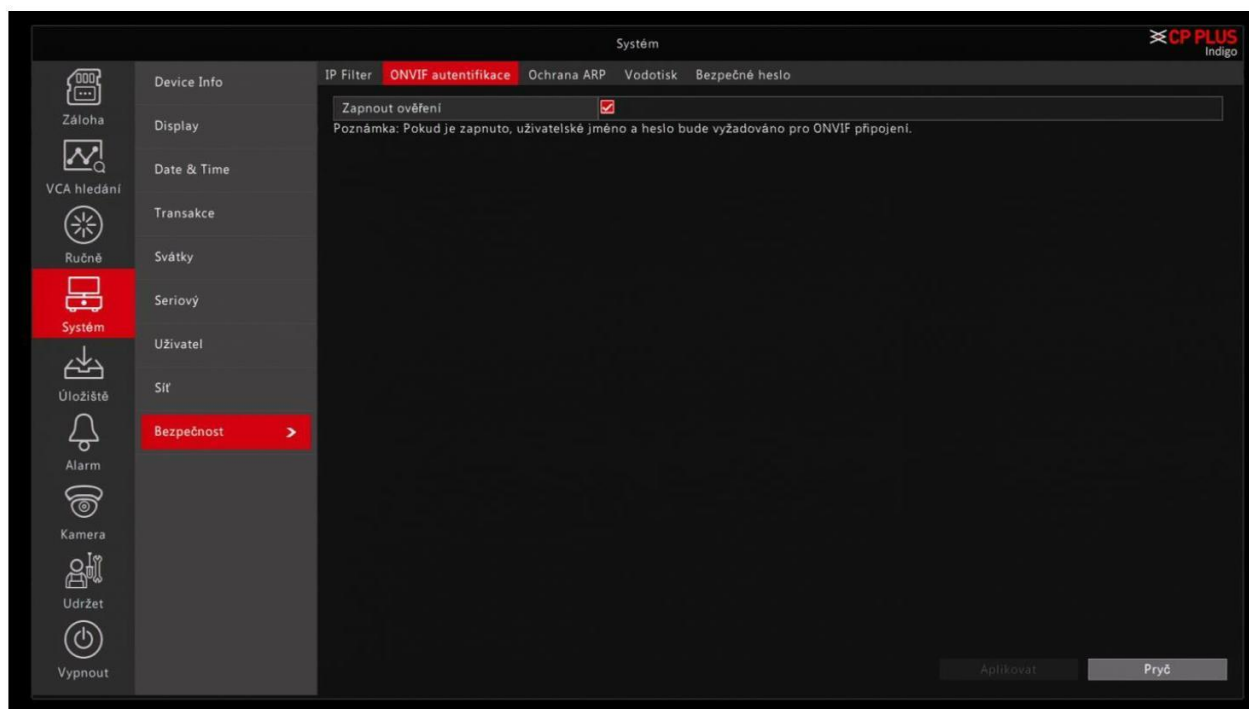 Systém
CP PLUS
Indigo
Záloha
VCA hledání
Ručně
Systém
Úložiště
Alarm
Kamera
Udržet
Vypnout
Device Info
Display
Date & Time
Transakce
Svátky
Seriový
Uživatel
Síť
Bezpečnost
IP Filter ONVIF autentifikace Ochrana ARP Vodotisk Bezpečné heslo
Zapnout ověření
Poznámka: Pokud je zapnuto, uživatelské jméno a heslo bude vyžadováno pro ONVIF připojení.
Aplikovat Pryč